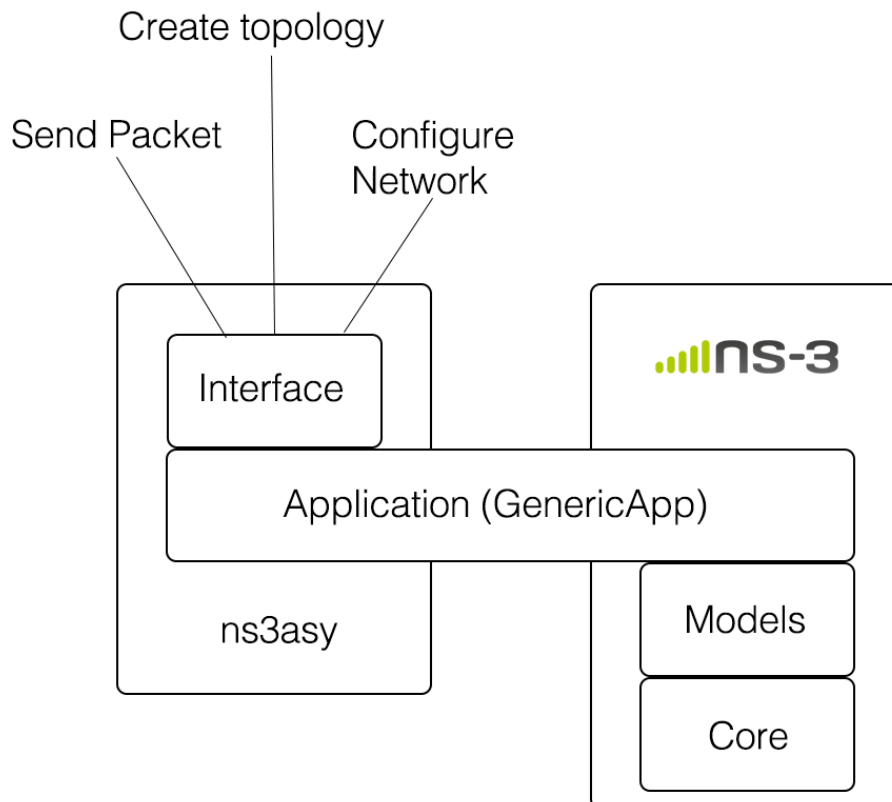 Create topology
Send Packet
Configure
Network
Interface
ns-3
Application (GenericApp)
ns3asy
Models
Core